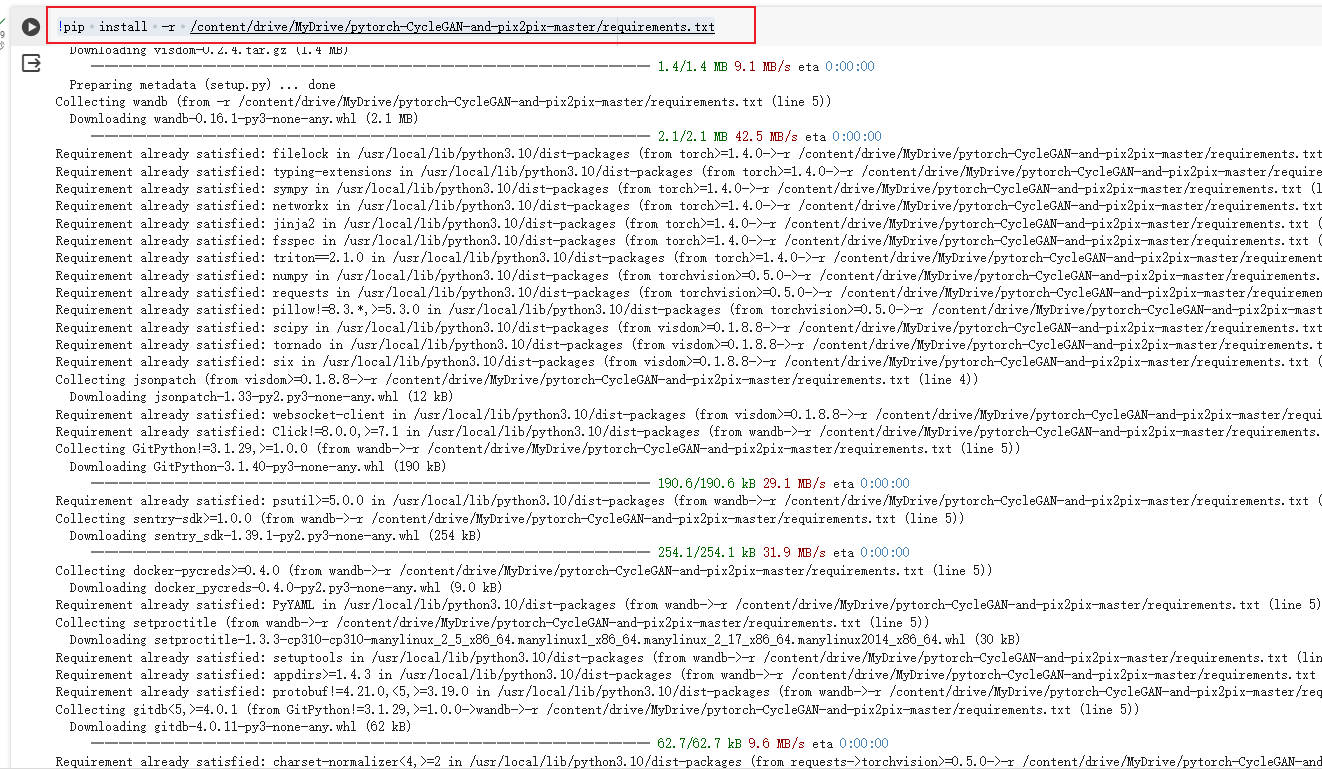 !pip install -r /content/drive/MyDrive/pytorch-CycleGAN-and-pix2pix-master/requirements.txt
Downloading visdom-0.2.4.tar.gz (1.4 MB)
1.4/1.4 MB 9.1 MB/s eta 0:00:00
Preparing metadata (setup.py) ... done
Collecting wandb (from -r /content/drive/MyDrive/pytorch-CycleGAN-and-pix2pix-master/requirements.txt (line 5))
Downloading wandb-0.16.1-py3-none-any.whl (2.1 MB)
2.1/2.1 MB 42.5 MB/s eta 0:00:00
Requirement already satisfied: filelock in /usr/local/lib/python3.10/dist-packages (from torch>=1.4.0->-r /content/drive/MyDrive/pytorch-CycleGAN-and-pix2pix-master/requirements.txt
Requirement already satisfied: typing-extensions in /usr/local/lib/python3.10/dist-packages (from torch>=1.4.0->-r /content/drive/MyDrive/pytorch-CycleGAN-and-pix2pix-master/require
Requirement already satisfied: sympy in /usr/local/lib/python3.10/dist-packages (from torch>=1.4.0->-r /content/drive/MyDrive/pytorch-CycleGAN-and-pix2pix-master/requirements.txt (l
Requirement already satisfied: networkx in /usr/local/lib/python3.10/dist-packages (from torch>=1.4.0->-r /content/drive/MyDrive/pytorch-CycleGAN-and-pix2pix-master/requirements.txt
Requirement already satisfied: jinja2 in /usr/local/lib/python3.10/dist-packages (from torch>=1.4.0->-r /content/drive/MyDrive/pytorch-CycleGAN-and-pix2pix-master/requirements.txt (
Requirement already satisfied: fsspec in /usr/local/lib/python3.10/dist-packages (from torch>=1.4.0->-r /content/drive/MyDrive/pytorch-CycleGAN-and-pix2pix-master/requirements.txt (
Requirement already satisfied: triton==2.1.0 in /usr/local/lib/python3.10/dist-packages (from torch>=1.4.0->-r /content/drive/MyDrive/pytorch-CycleGAN-and-pix2pix-master/requirement
Requirement already satisfied: numpy in /usr/local/lib/python3.10/dist-packages (from torchvision>=0.5.0->-r /content/drive/MyDrive/pytorch-CycleGAN-and-pix2pix-master/requirements.
Requirement already satisfied: requests in /usr/local/lib/python3.10/dist-packages (from torchvision>=0.5.0->-r /content/drive/MyDrive/pytorch-CycleGAN-and-pix2pix-master/requiremen
Requirement already satisfied: pillow!=8.3.*,>=5.3.0 in /usr/local/lib/python3.10/dist-packages (from torchvision>=0.5.0->-r /content/drive/MyDrive/pytorch-CycleGAN-and-pix2pix-mast
Requirement already satisfied: scipy in /usr/local/lib/python3.10/dist-packages (from visdom>=0.1.8.8->-r /content/drive/MyDrive/pytorch-CycleGAN-and-pix2pix-master/requirements.txt
Requirement already satisfied: tornado in /usr/local/lib/python3.10/dist-packages (from visdom>=0.1.8.8->-r /content/drive/MyDrive/pytorch-CycleGAN-and-pix2pix-master/requirements.t
Requirement already satisfied: six in /usr/local/lib/python3.10/dist-packages (from visdom>=0.1.8.8->-r /content/drive/MyDrive/pytorch-CycleGAN-and-pix2pix-master/requirements.txt (
Collecting jsonpatch (from visdom>=0.1.8.8->-r /content/drive/MyDrive/pytorch-CycleGAN-and-pix2pix-master/requirements.txt (line 4))
Downloading jsonpatch-1.33-py2.py3-none-any.whl (12 kB)
Requirement already satisfied: websocket-client in /usr/local/lib/python3.10/dist-packages (from visdom>=0.1.8.8->-r /content/drive/MyDrive/pytorch-CycleGAN-and-pix2pix-master/requi
Requirement already satisfied: Click!=8.0.0,>=7.1 in /usr/local/lib/python3.10/dist-packages (from wandb->-r /content/drive/MyDrive/pytorch-CycleGAN-and-pix2pix-master/requirements.
Collecting GitPython!=3.1.29,>=1.0.0 (from wandb->-r /content/drive/MyDrive/pytorch-CycleGAN-and-pix2pix-master/requirements.txt (line 5))
Downloading GitPython-3.1.40-py3-none-any.whl (190 kB)
190.6/190.6 kB 29.1 MB/s eta 0:00:00
Requirement already satisfied: psutil>=5.0.0 in /usr/local/lib/python3.10/dist-packages (from wandb->-r /content/drive/MyDrive/pytorch-CycleGAN-and-pix2pix-master/requirements.txt (
Collecting sentry-sdk>=1.0.0 (from wandb->-r /content/drive/MyDrive/pytorch-CycleGAN-and-pix2pix-master/requirements.txt (line 5))
Downloading sentry_sdk-1.39.1-py2.py3-none-any.whl (254 kB)
254.1/254.1 kB 31.9 MB/s eta 0:00:00
Collecting docker-pycreds>=0.4.0 (from wandb->-r /content/drive/MyDrive/pytorch-CycleGAN-and-pix2pix-master/requirements.txt (line 5))
Downloading docker_pycreds-0.4.0-py2.py3-none-any.whl (9.0 kB)
Requirement already satisfied: PyYAML in /usr/local/lib/python3.10/dist-packages (from wandb->-r /content/drive/MyDrive/pytorch-CycleGAN-and-pix2pix-master/requirements.txt (line 5)
Collecting setproctitle (from wandb->-r /content/drive/MyDrive/pytorch-CycleGAN-and-pix2pix-master/requirements.txt (line 5))
Downloading setproctitle-1.3.3-cp310-cp310-manylinux_2_5_x86_64.manylinux1_x86_64.manylinux_2_17_x86_64.manylinux2014_x86_64.whl (30 kB)
Requirement already satisfied: setuptools in /usr/local/lib/python3.10/dist-packages (from wandb->-r /content/drive/MyDrive/pytorch-CycleGAN-and-pix2pix-master/requirements.txt (lin
Requirement already satisfied: appdirs>=1.4.3 in /usr/local/lib/python3.10/dist-packages (from wandb->-r /content/drive/MyDrive/pytorch-CycleGAN-and-pix2pix-master/requirements.txt
Requirement already satisfied: protobuf!=4.21.0,<5,>=3.19.0 in /usr/local/lib/python3.10/dist-packages (from wandb->-r /content/drive/MyDrive/pytorch-CycleGAN-and-pix2pix-master/req
Collecting gitdb<5,>=4.0.1 (from GitPython!=3.1.29,>=1.0.0->wandb->-r /content/drive/MyDrive/pytorch-CycleGAN-and-pix2pix-master/requirements.txt (line 5))
Downloading gitdb-4.0.11-py3-none-any.whl (62 kB)
62.7/62.7 kB 9.6 MB/s eta 0:00:00
Requirement already satisfied: charset-normalizer<4,>=2 in /usr/local/lib/python3.10/dist-packages (from requests->torchvision>=0.5.0->-r /content/drive/MyDrive/pytorch-CycleGAN-and